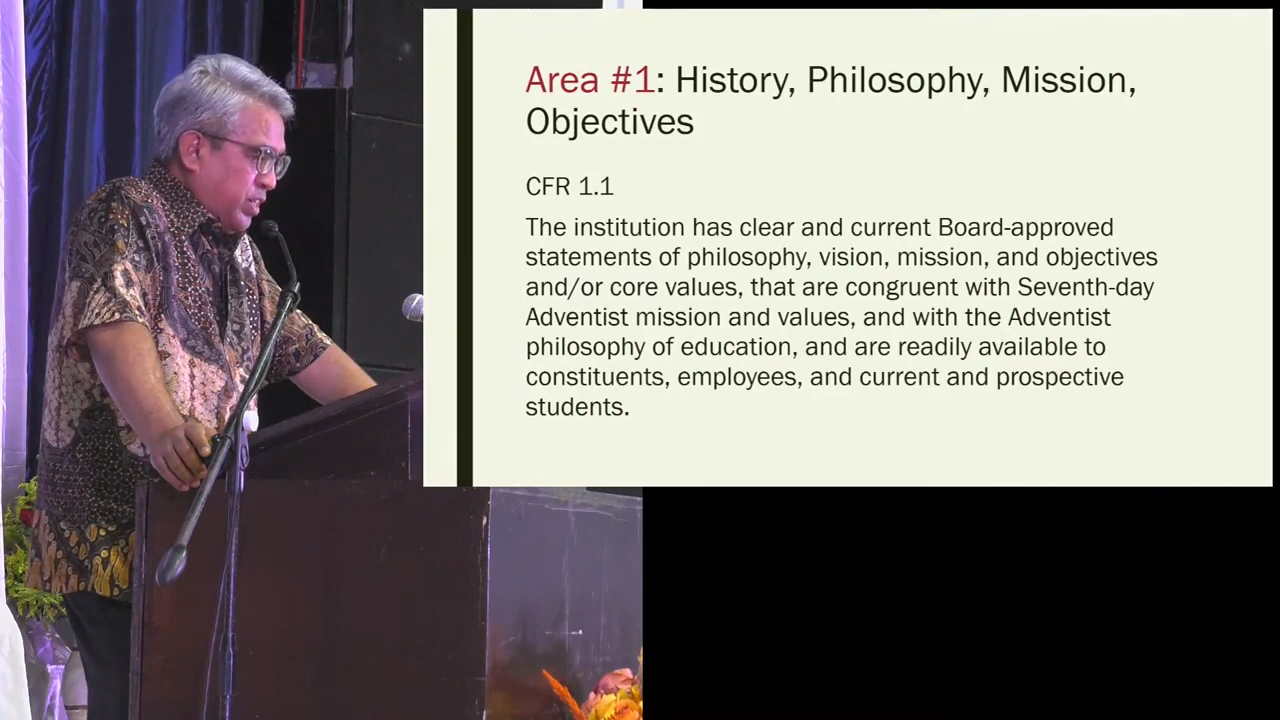 Area #1: History, Philosophy, Mission,
Objectives
CFR 1.1
The institution has clear and current Board-approved
statements of philosophy, vision, mission, and objectives
and/or core values, that are congruent with Seventh-day
Adventist mission and values, and with the Adventist
philosophy of education, and are readily available to
constituents, employees, and current and prospective
students.